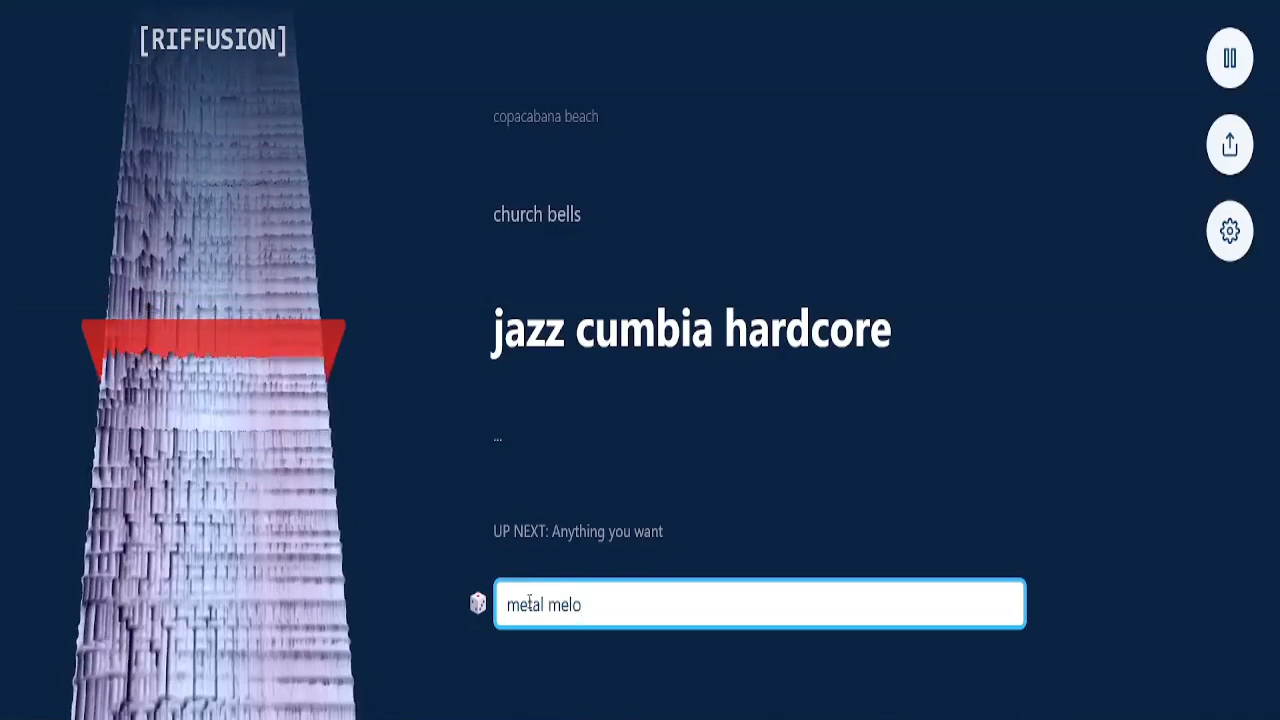 [RIFFUSION]
copacabana beach
church bells
jazz cumbia hardcore
...
UP NEXT: Anything you want
metal melo